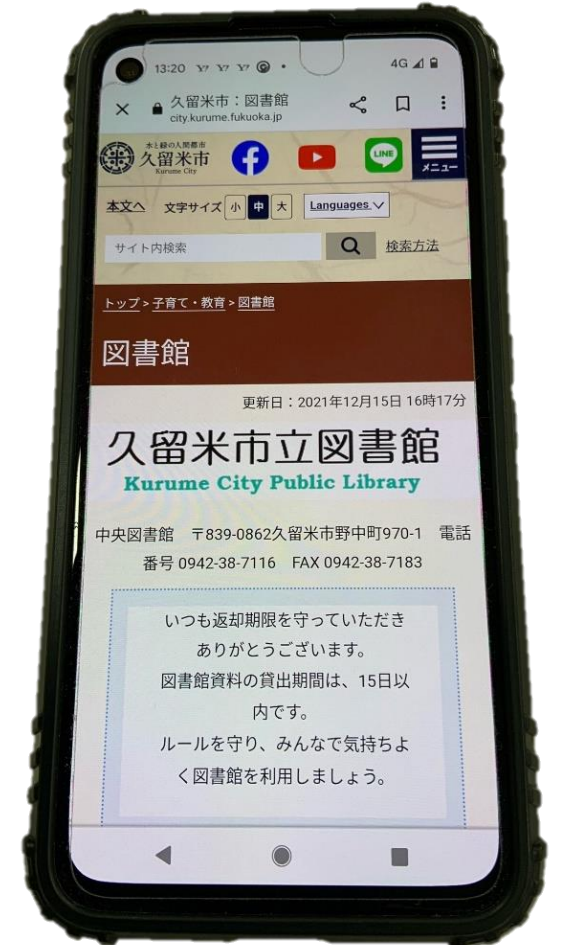 13:20
4G
久留米市：図書館
city.kurume.fukuoka.jp
水と緑の人間都市
久留米市
Kurume City
LINE
メニュー
本文へ 文字サイズ 小 中 大 Languages
サイト内検索 検索方法
トップ > 子育て・教育 > 図書館
図書館
更新日：2021年12月15日 16時17分
久留米市立図書館
Kurume City Public Library
中央図書館　〒839-0862久留米市野中町970-1　電話
番号 0942-38-7116　FAX 0942-38-7183
いつも返却期限を守っていただき
ありがとうございます。
図書館資料の貸出期間は、15日以
内です。
ルールを守り、みんなで気持ちよ
く図書館を利用しましょう。